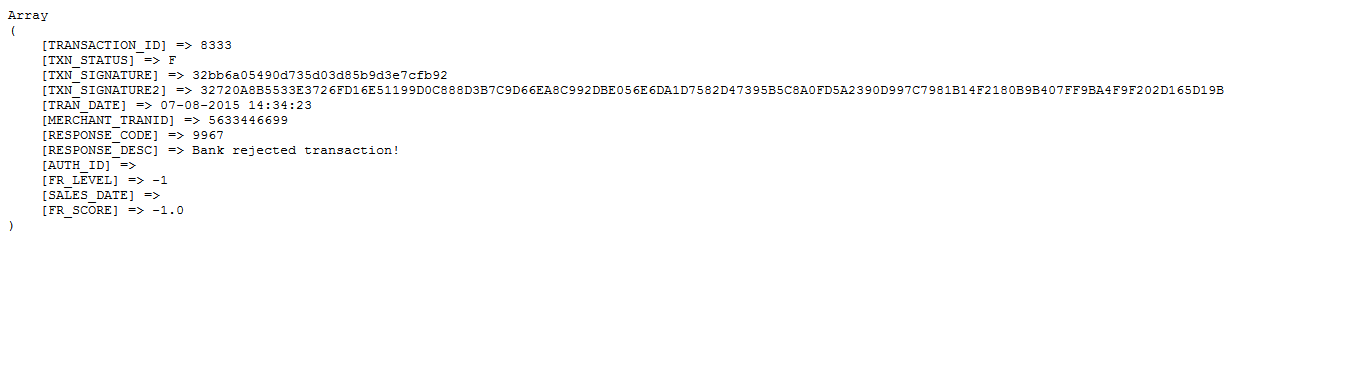 Array
(
[TRANSACTION_ID] => 8333
[TXN_STATUS] => F
[TXN_SIGNATURE] => 32bb6a05490d735d03d85b9d3e7cfb92
[TXN_SIGNATURE2] => 32720A8B5533E3726FD16E51199D0C888D3B7C9D66EA8C992DBE056E6DA1D7582D47395B5C8A0FD5A2390D997C7981B14F2180B9B407FF9BA4F9F202D165D19B
[TRAN_DATE] => 07-08-2015 14:34:23
[MERCHANT_TRANID] => 5633446699
[RESPONSE_CODE] => 9967
[RESPONSE_DESC] => Bank rejected transaction!
[AUTH_ID] =>
[FR_LEVEL] => -1
[SALES_DATE] =>
[FR_SCORE] => -1.0
)